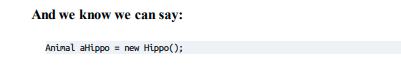 And we know we can say:
Animal aHippo = new Hippo();